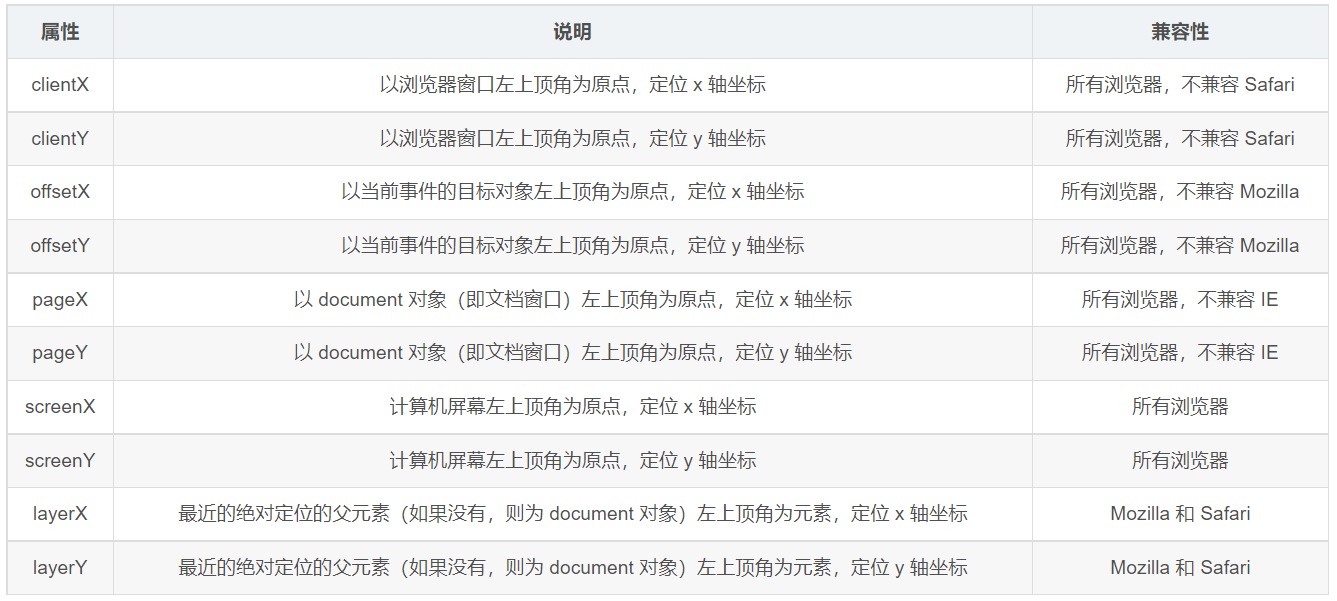 属性 说明 兼容性
clientX 以浏览器窗口左上顶角为原点，定位 x 轴坐标 所有浏览器，不兼容 Safari
clientY 以浏览器窗口左上顶角为原点，定位 y 轴坐标 所有浏览器，不兼容 Safari
offsetX 以当前事件的目标对象左上顶角为原点，定位 x 轴坐标 所有浏览器，不兼容 Mozilla
offsetY 以当前事件的目标对象左上顶角为原点，定位 y 轴坐标 所有浏览器，不兼容 Mozilla
pageX 以 document 对象（即文档窗口）左上顶角为原点，定位 x 轴坐标 所有浏览器，不兼容 IE
pageY 以 document 对象（即文档窗口）左上顶角为原点，定位 y 轴坐标 所有浏览器，不兼容 IE
screenX 计算机屏幕左上顶角为原点，定位 x 轴坐标 所有浏览器
screenY 计算机屏幕左上顶角为原点，定位 y 轴坐标 所有浏览器
layerX 最近的绝对定位的父元素（如果没有，则为 document 对象）左上顶角为元素，定位 x 轴坐标 Mozilla 和 Safari
layerY 最近的绝对定位的父元素（如果没有，则为 document 对象）左上顶角为元素，定位 y 轴坐标 Mozilla 和 Safari